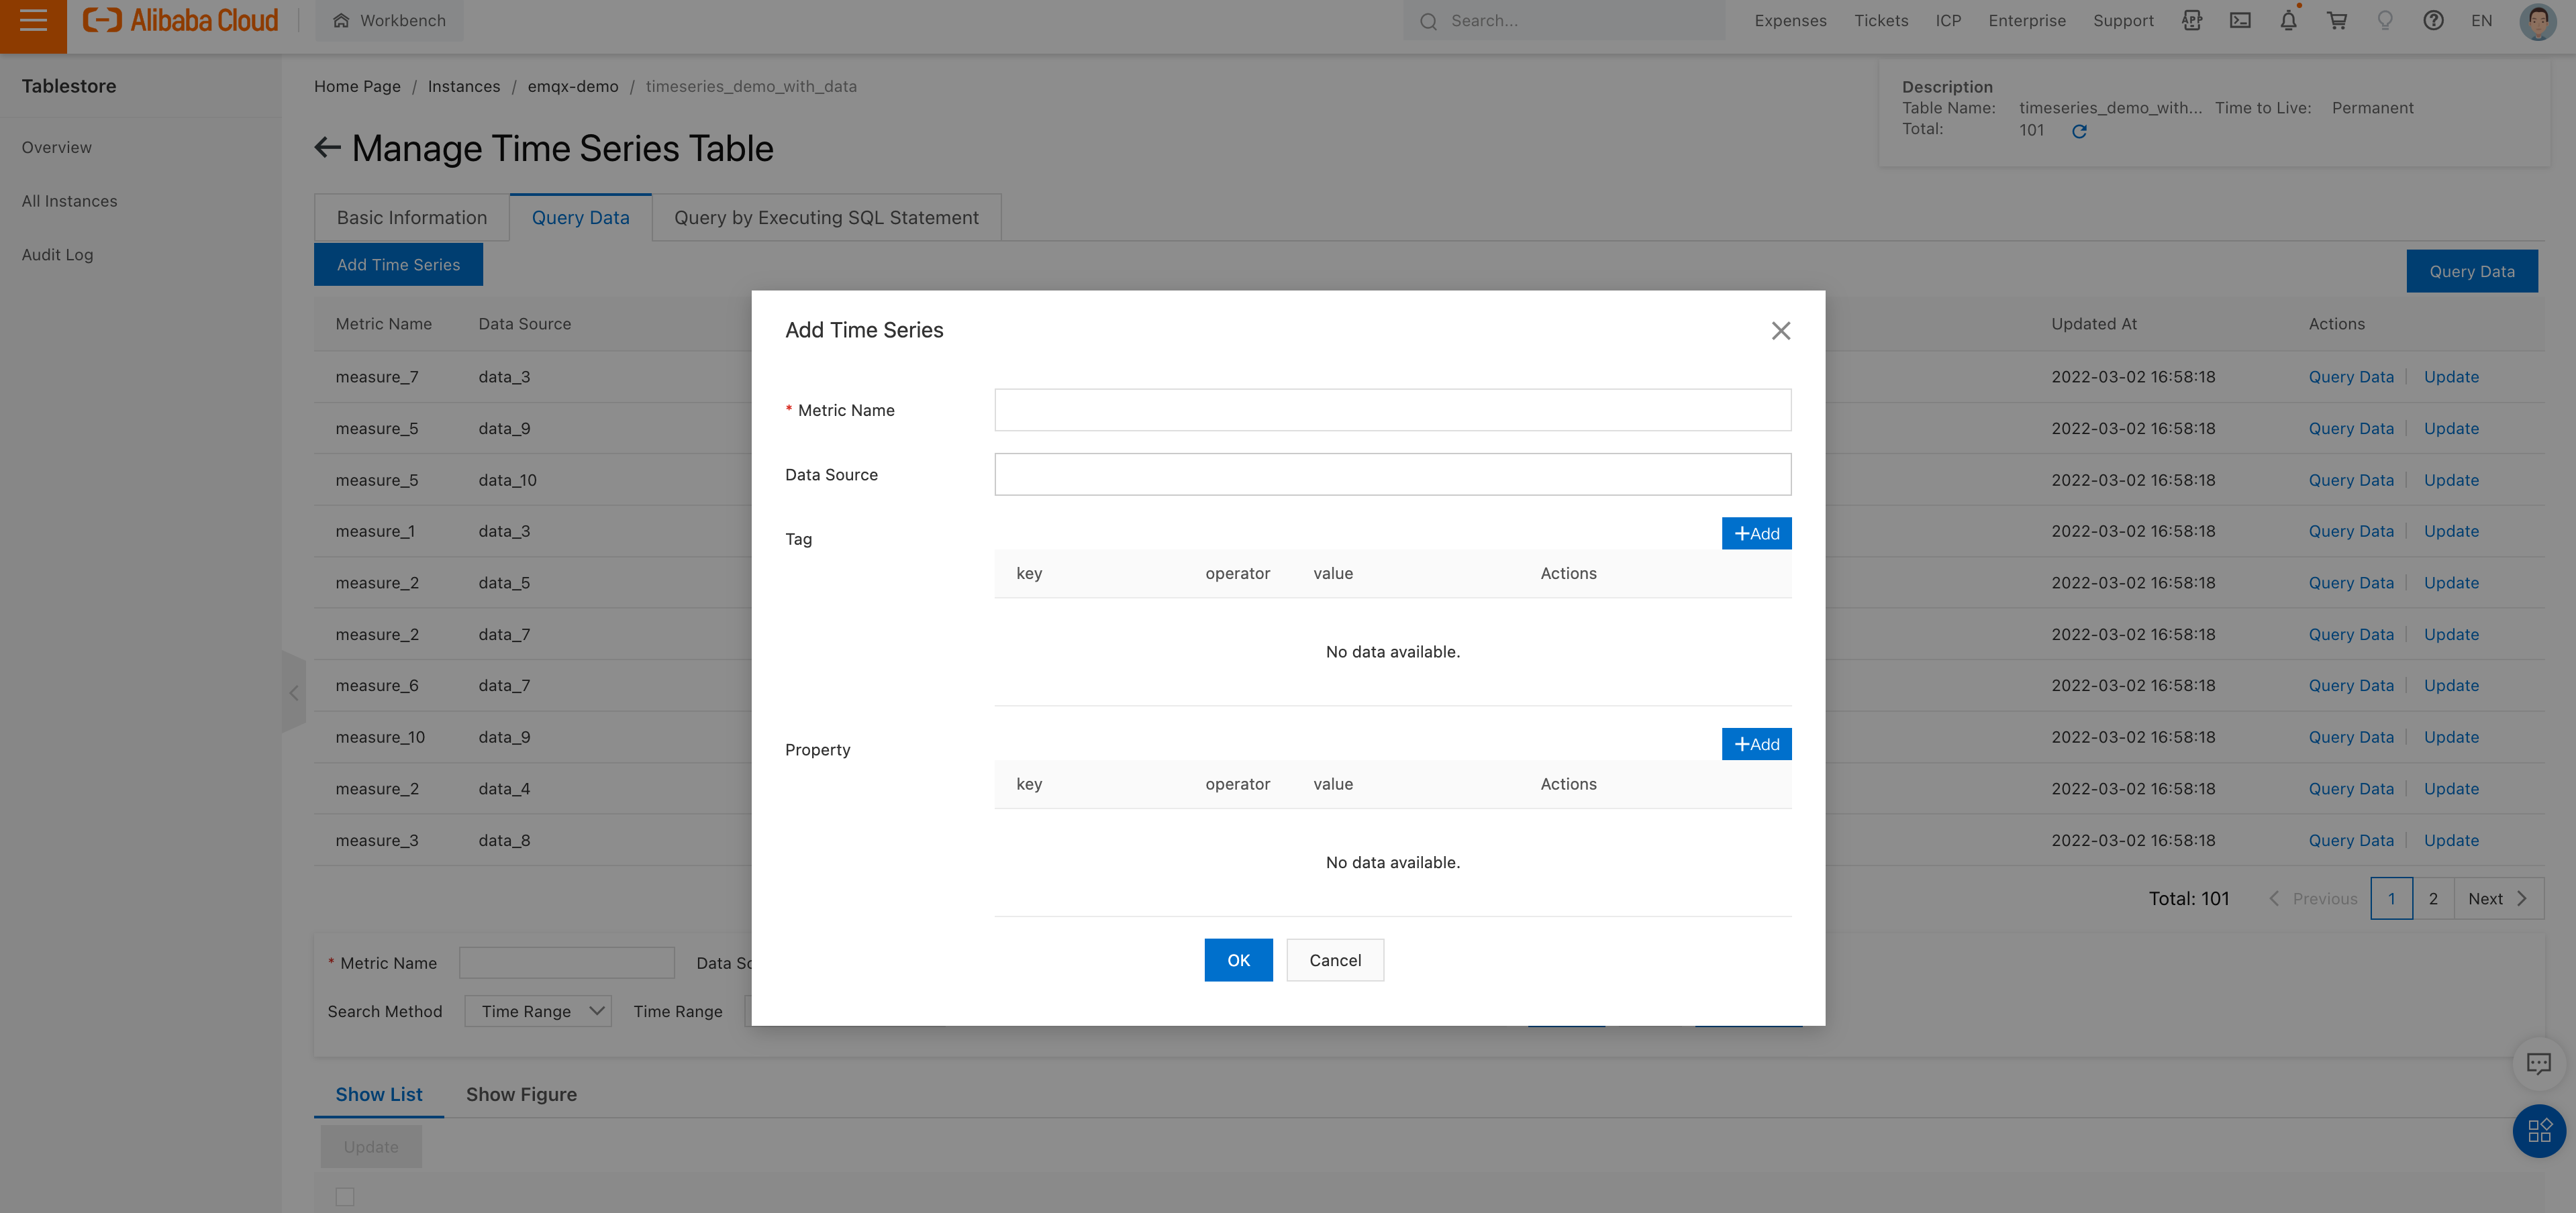 Alibaba Cloud Workbench Search... Expenses Tickets ICP Enterprise Support EN
Tablestore
Overview
All Instances
Audit Log
Home Page / Instances / emqx-demo / timeseries_demo_with_data
Manage Time Series Table
Description
Table Name: timeseries_demo_with... Time to Live: Permanent
Total: 101
Basic Information Query Data Query by Executing SQL Statement
Add Time Series Query Data
Metric Name Data Source Updated At Actions
measure_7 data_3 2022-03-02 16:58:18 Query Data Update
measure_5 data_9 2022-03-02 16:58:18 Query Data Update
measure_5 data_10 2022-03-02 16:58:18 Query Data Update
measure_1 data_3 2022-03-02 16:58:18 Query Data Update
measure_2 data_5 2022-03-02 16:58:18 Query Data Update
measure_2 data_7 2022-03-02 16:58:18 Query Data Update
measure_6 data_7 2022-03-02 16:58:18 Query Data Update
measure_10 data_9 2022-03-02 16:58:18 Query Data Update
measure_2 data_4 2022-03-02 16:58:18 Query Data Update
measure_3 data_8 2022-03-02 16:58:18 Query Data Update
Total: 101 Previous 1 2 Next
* Metric Name Data So
Search Method Time Range Time Range
Show List Show Figure
Update
Add Time Series
* Metric Name
Data Source
Tag +Add
key operator value Actions
No data available.
Property +Add
key operator value Actions
No data available.
OK Cancel